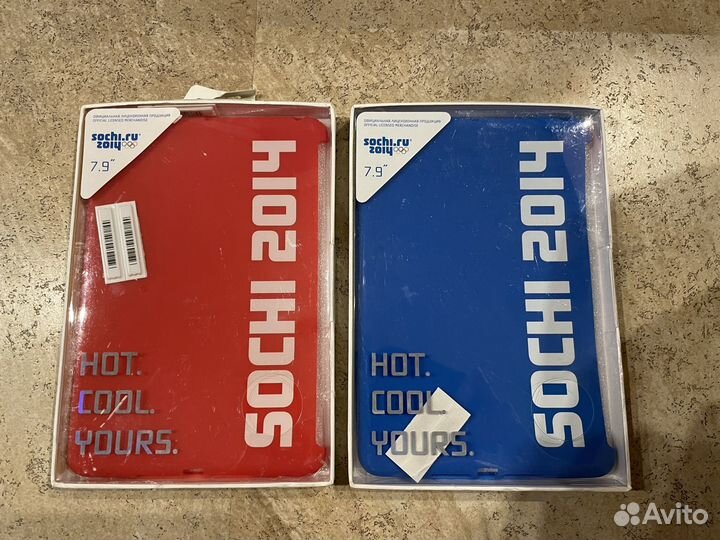 ОФИЦИАЛЬНАЯ ЛИЦЕНЗИОННАЯ ПРОДУКЦИЯ
OFFICIAL LICENSED MERCHANDISE
sochi.ru
2014
7.9"
SOCHI 2014
HOT.
COOL.
YOURS.
ОФИЦИАЛЬНАЯ ЛИЦЕНЗИОННАЯ ПРОДУКЦИЯ
OFFICIAL LICENSED MERCHANDISE
sochi.ru
2014
7.9"
SOCHI 2014
HOT.
COOL.
YOURS.
Avito